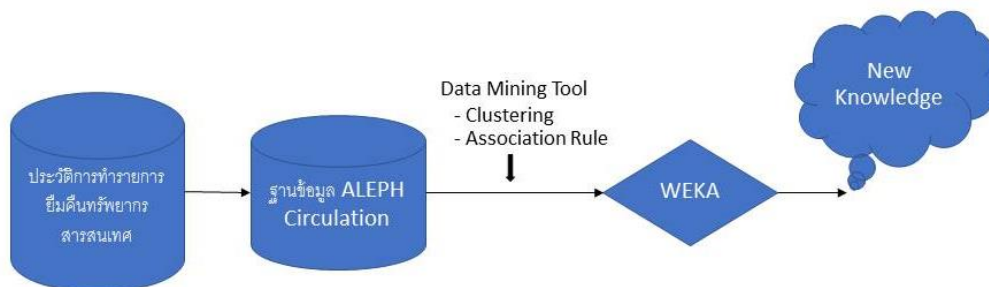 ประวัติการทำรายการ
ยืมคืนทรัพยากร
สารสนเทศ
ฐานข้อมูล ALEPH
Circulation
Data Mining Tool
- Clustering
- Association Rule
WEKA
New
Knowledge